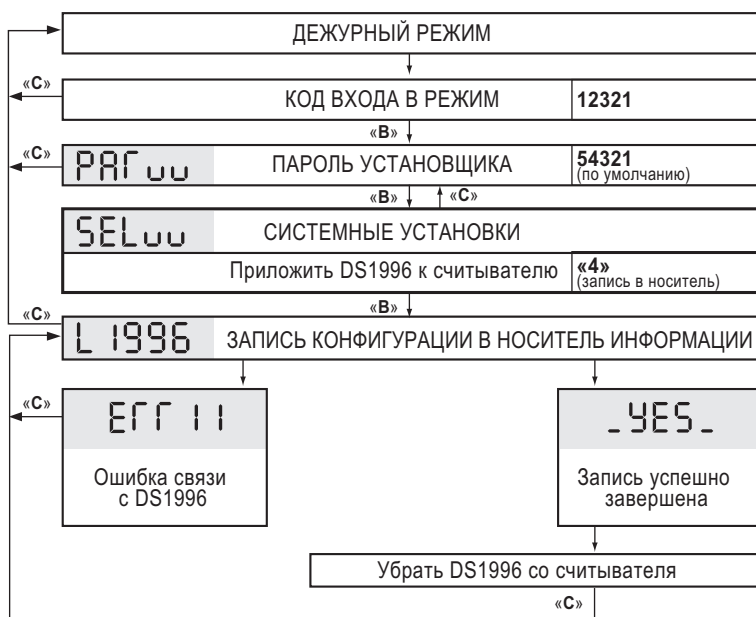 ДЕЖУРНЫЙ РЕЖИМ
«С»
КОД ВХОДА В РЕЖИМ 12321
«В»
«С»
PAГuu ПАРОЛЬ УСТАНОВЩИКА 54321
(по умолчанию)
«В» «С»
SELuu СИСТЕМНЫЕ УСТАНОВКИ
Приложить DS1996 к считывателю «4»
(запись в носитель)
«В»
«С»
L 1996 ЗАПИСЬ КОНФИГУРАЦИИ В НОСИТЕЛЬ ИНФОРМАЦИИ
«С»
EГГ 11
_YES_
Ошибка связи
с DS1996
Запись успешно
завершена
Убрать DS1996 со считывателя
«С»